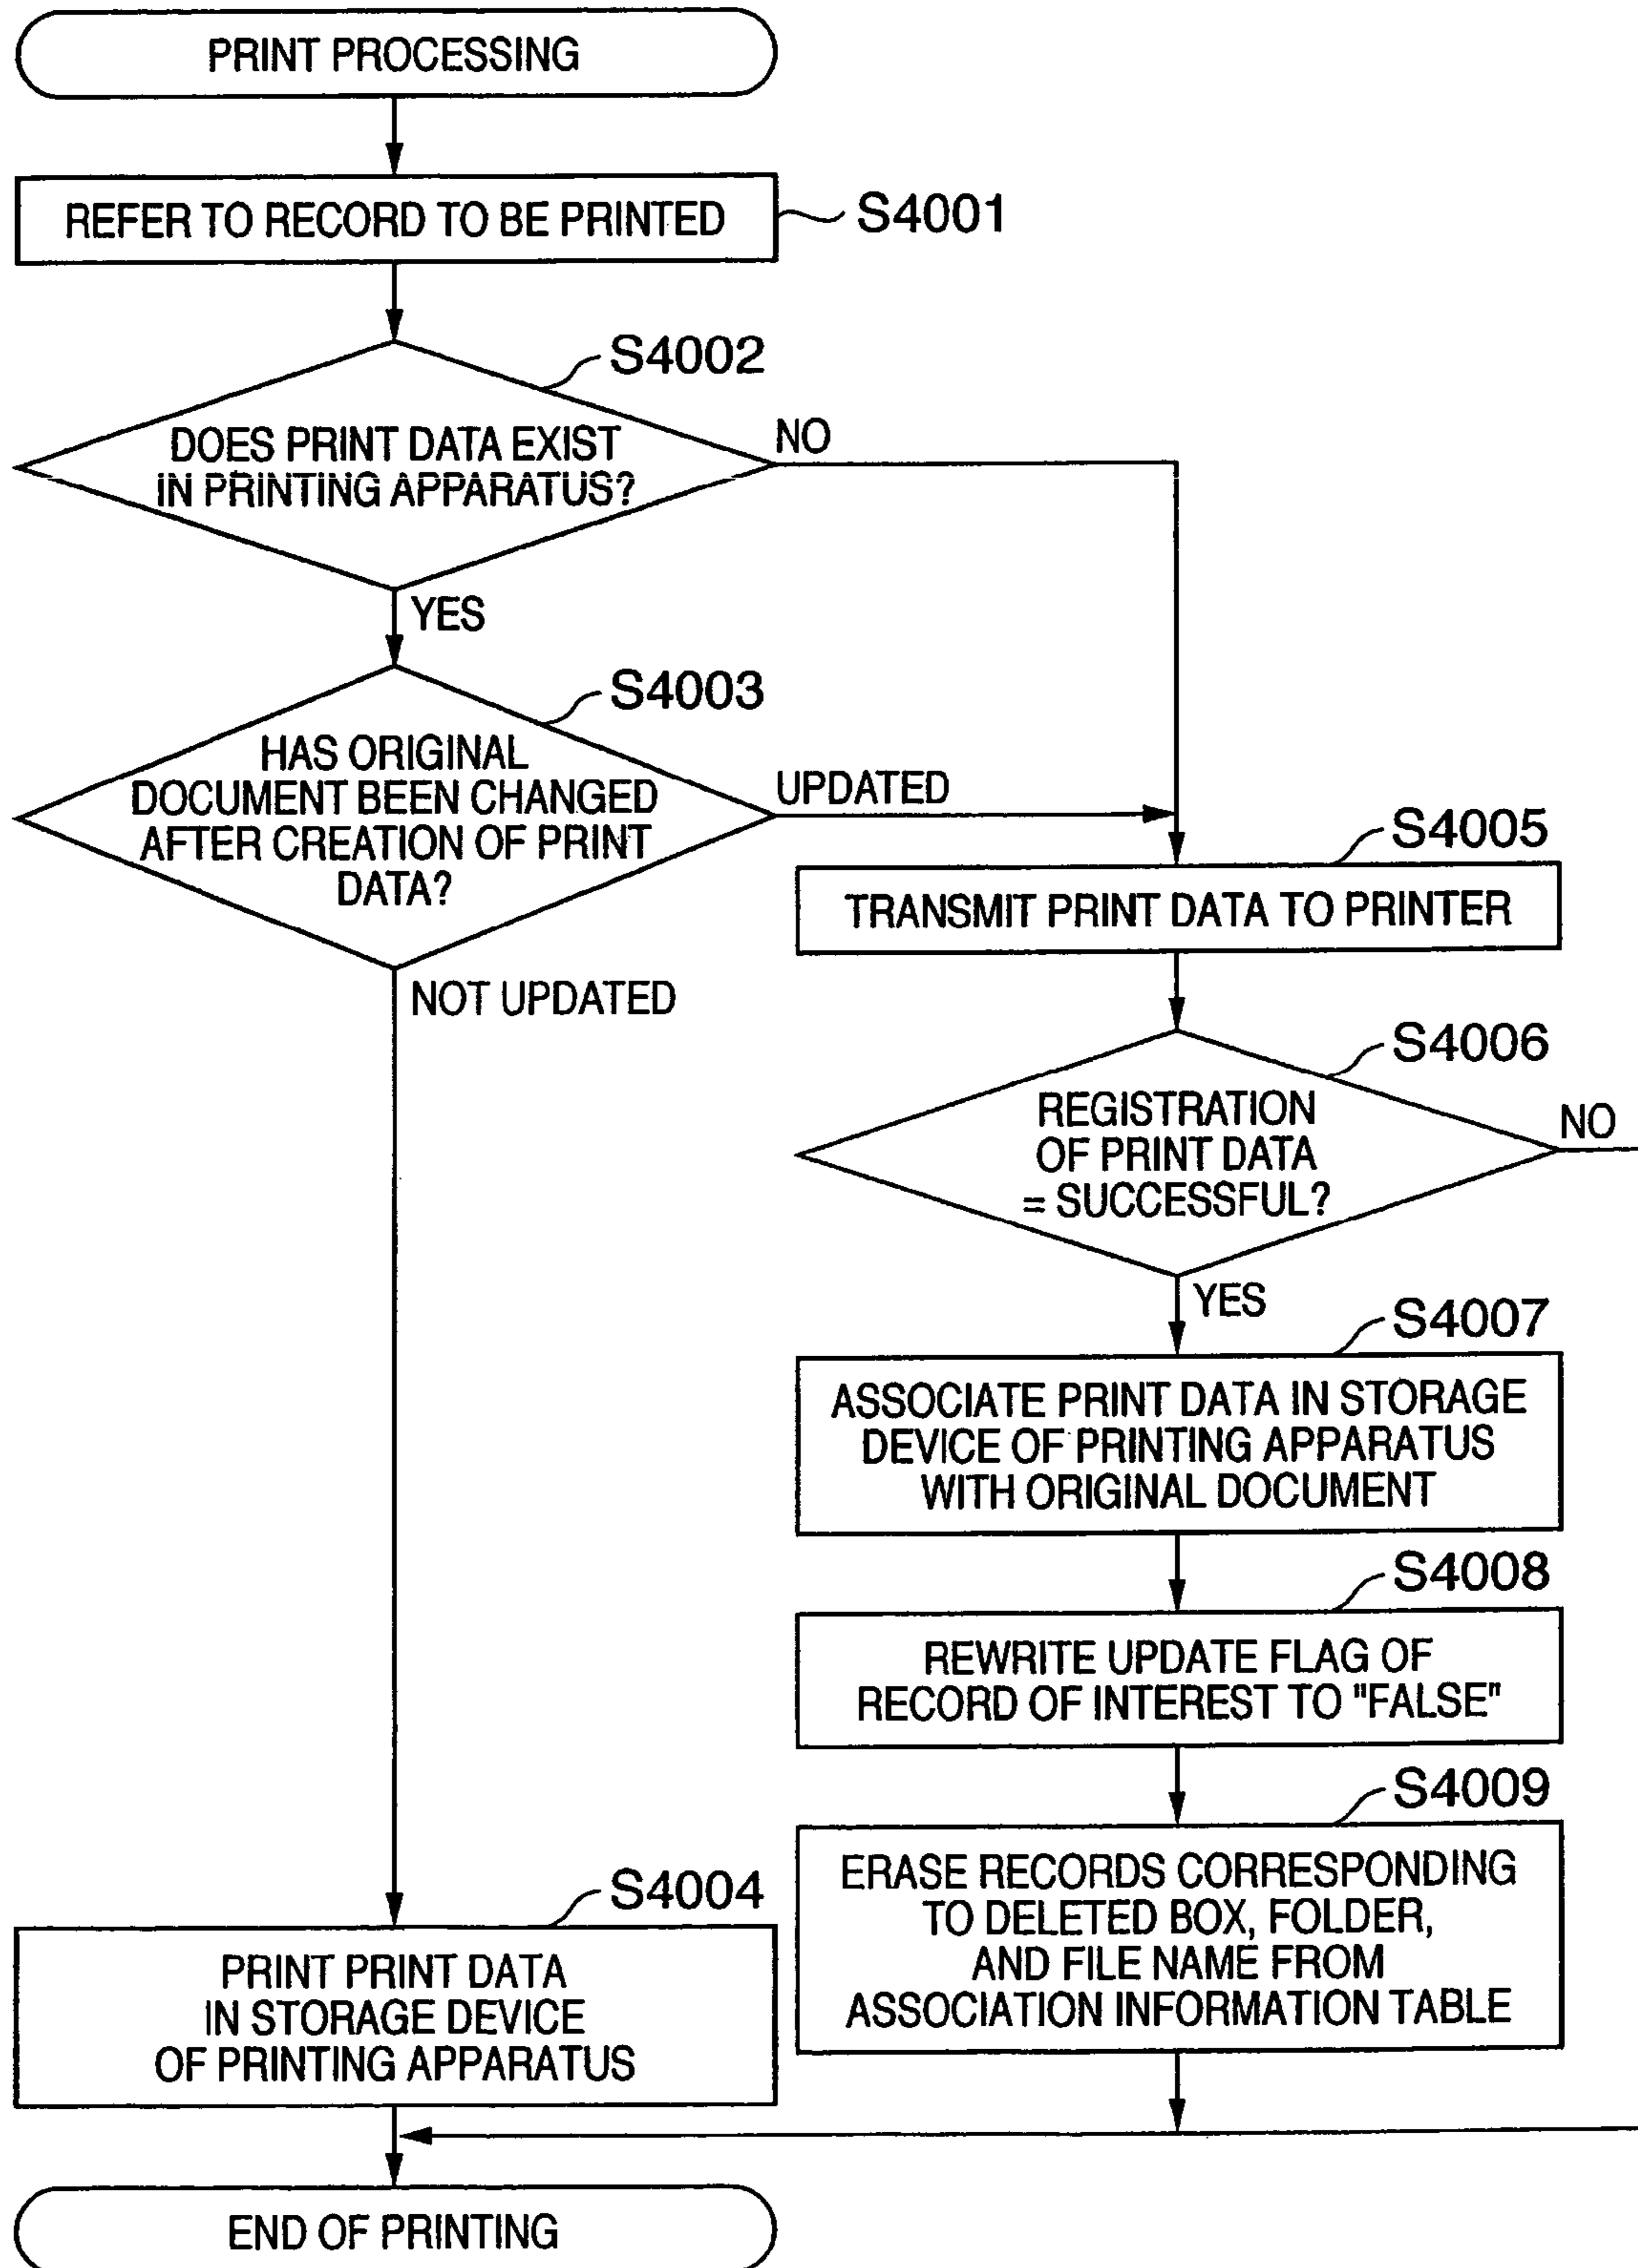 PRINT PROCESSING
REFER TO RECORD TO BE PRINTED
S4001
S4002
DOES PRINT DATA EXIST
IN PRINTING APPARATUS?
NO
YES
S4003
HAS ORIGINAL
DOCUMENT BEEN CHANGED
AFTER CREATION OF PRINT
DATA?
UPDATED
NOT UPDATED
S4005
TRANSMIT PRINT DATA TO PRINTER
S4006
REGISTRATION
OF PRINT DATA
= SUCCESSFUL?
NO
YES
S4007
ASSOCIATE PRINT DATA IN STORAGE
DEVICE OF PRINTING APPARATUS
WITH ORIGINAL DOCUMENT
S4008
REWRITE UPDATE FLAG OF
RECORD OF INTEREST TO "FALSE"
S4009
ERASE RECORDS CORRESPONDING
TO DELETED BOX, FOLDER,
AND FILE NAME FROM
ASSOCIATION INFORMATION TABLE
S4004
PRINT PRINT DATA
IN STORAGE DEVICE
OF PRINTING APPARATUS
END OF PRINTING